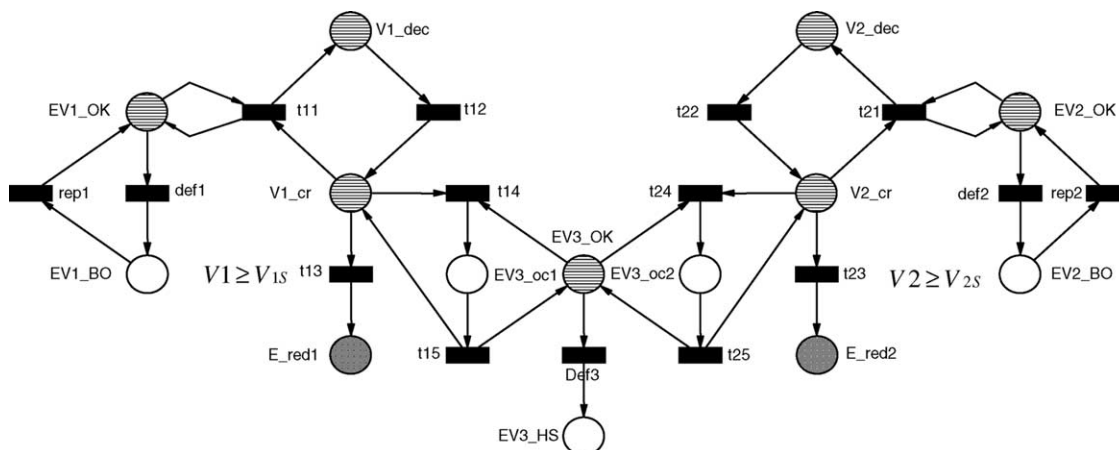 V1_dec
V2_dec
EV1_OK
t11
t12
t22
t21
EV2_OK
rep1
def1
V1_cr
t14
t24
V2_cr
def2
rep2
EV3_OK
EV1_BO
V1≥V1S
t13
EV3_oc1
EV3_oc2
t23
V2≥V2S
EV2_BO
E_red1
t15
Def3
t25
E_red2
EV3_HS